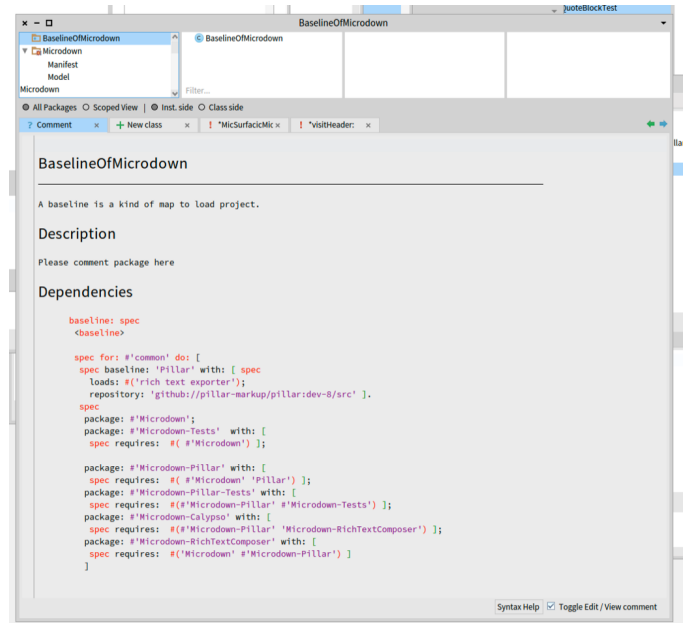 uoteBlockTest
BaselineOfMicrodown
BaselineOfMicrodown
BaselineOfMicrodown
Microdown
Manifest
Model
Microdown
Filter...
All Packages Scoped View | Inst. side Class side
? Comment × + New class × ! *MicSurfacicMic × ! *visitHeader: ×
lla
BaselineOfMicrodown
A baseline is a kind of map to load project.
Description
Please comment package here
Dependencies
baseline: spec
<baseline>
spec for: #'common' do: [
spec baseline: 'Pillar' with: [ spec
loads: #('rich text exporter');
repository: 'github://pillar-markup/pillar:dev-8/src' ].
spec
package: #'Microdown';
package: #'Microdown-Tests' with: [
spec requires: #( #'Microdown') ];
package: #'Microdown-Pillar' with: [
spec requires: #( #'Microdown' 'Pillar') ];
package: #'Microdown-Pillar-Tests' with: [
spec requires: #(#'Microdown-Pillar' #'Microdown-Tests') ];
package: #'Microdown-Calypso' with: [
spec requires: #(#'Microdown-Pillar' 'Microdown-RichTextComposer') ];
package: #'Microdown-RichTextComposer' with: [
spec requires: #('Microdown' #'Microdown-Pillar') ]
]
Syntax Help Toggle Edit / View comment